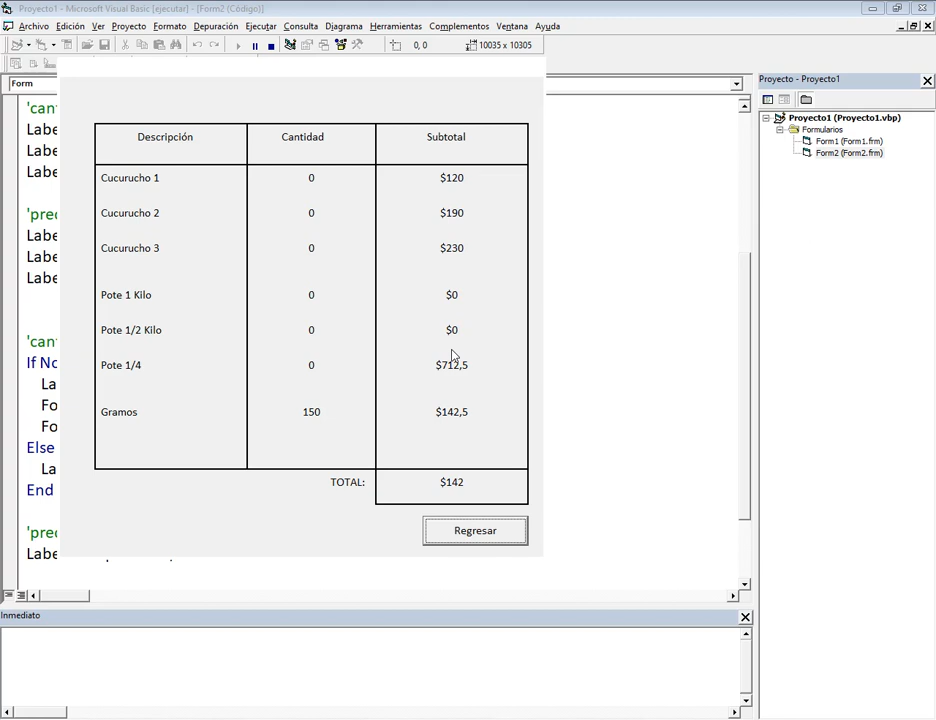 Proyecto1 - Microsoft Visual Basic [ejecutar] - [Form2 (Código)]
Archivo Edición Ver Proyecto Formato Depuración Ejecutar Consulta Diagrama Herramientas Complementos Ventana Ayuda
0, 0 10035 x 10305
Form
Proyecto - Proyecto1
Proyecto1 (Proyecto1.vbp)
Formularios
Form1 (Form1.frm)
Form2 (Form2.frm)
'can
Labe
Labe
Labe
'prec
Labe
Labe
Labe
'can
If No
La
Fo
Fo
Else
La
End
'prec
Labe
Descripción Cantidad Subtotal
Cucurucho 1 0 $120
Cucurucho 2 0 $190
Cucurucho 3 0 $230
Pote 1 Kilo 0 $0
Pote 1/2 Kilo 0 $0
Pote 1/4 0 $712,5
Gramos 150 $142,5
TOTAL: $142
Regresar
Inmediato